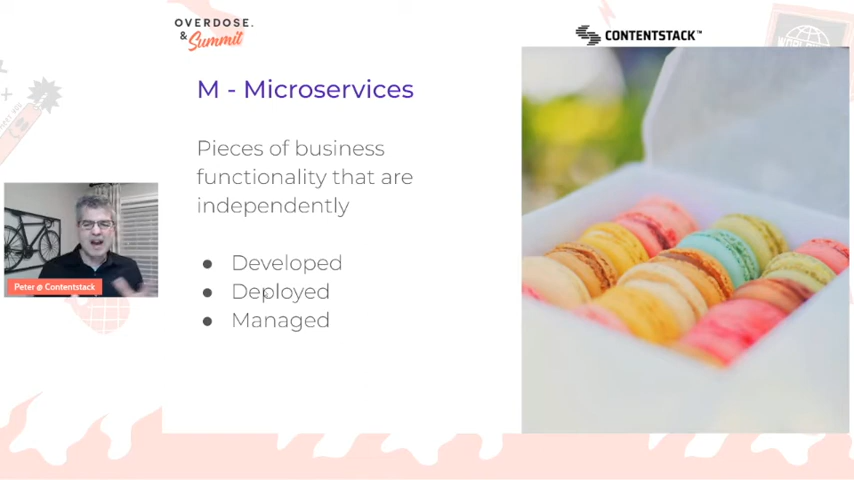 OVERDOSE.
& Summit
CONTENTSTACK™
M - Microservices
Pieces of business
functionality that are
independently
● Developed
● Deployed
● Managed
Peter @ Contentstack